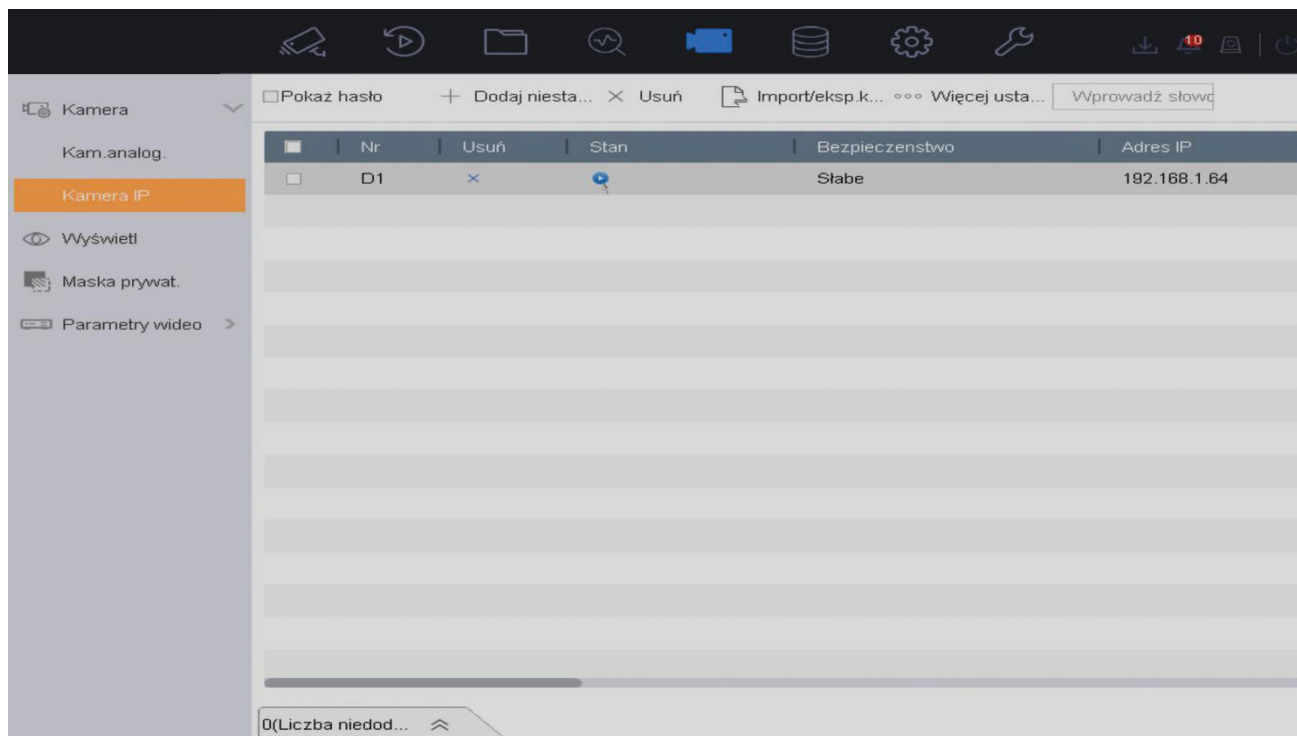 10
Kamera
Kam.analog.
Kamera IP
Wyświetl
Maska prywat.
Parametry wideo
Pokaż hasło Dodaj niesta... Usuń Import/eksp.k... Więcej usta... Wprowadź słowo
Nr Usuń Stan Bezpieczenstwo Adres IP
D1 Słabe 192.168.1.64
0(Liczba niedod...